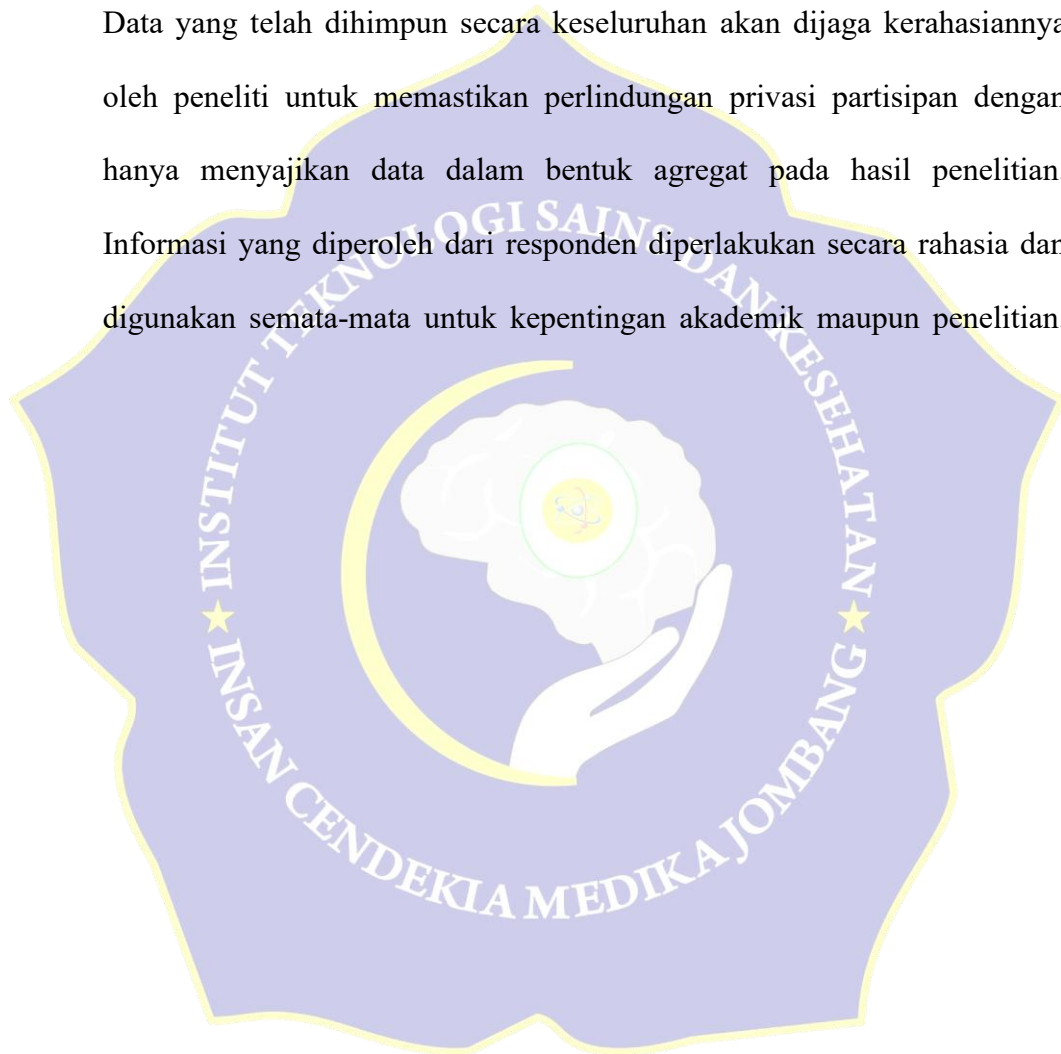 Data yang telah dihimpun secara keseluruhan akan dijaga kerahasiannya
oleh peneliti untuk memastikan perlindungan privasi partisipan dengan
hanya menyajikan data dalam bentuk agregat pada hasil penelitian.
Informasi yang diperoleh dari responden diperlakukan secara rahasia dan
digunakan semata-mata untuk kepentingan akademik maupun penelitian
INSTITUT TEKNOLOGI SAINS DAN KESEHATAN
INSAN CENDEKIA MEDIKA JOMBANG